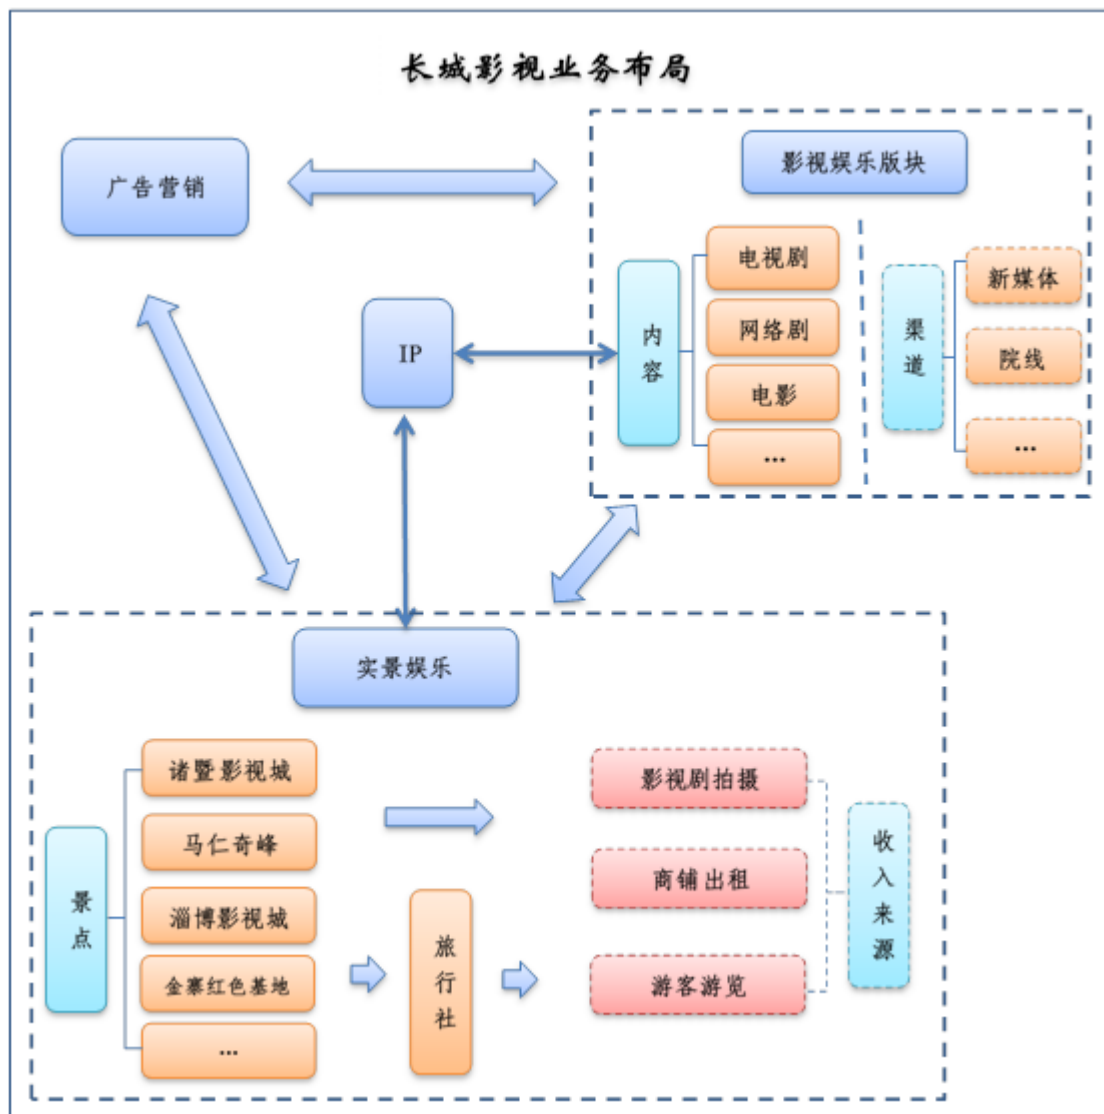 长城影视业务布局
广告营销
影视娱乐版块
电视剧
网络剧
电影
...
内容
渠道
新媒体
院线
...
IP
实景娱乐
景点
诸暨影视城
马仁奇峰
淄博影视城
金寨红色基地
...
旅行社
影视剧拍摄
商铺出租
游客游览
收入来源